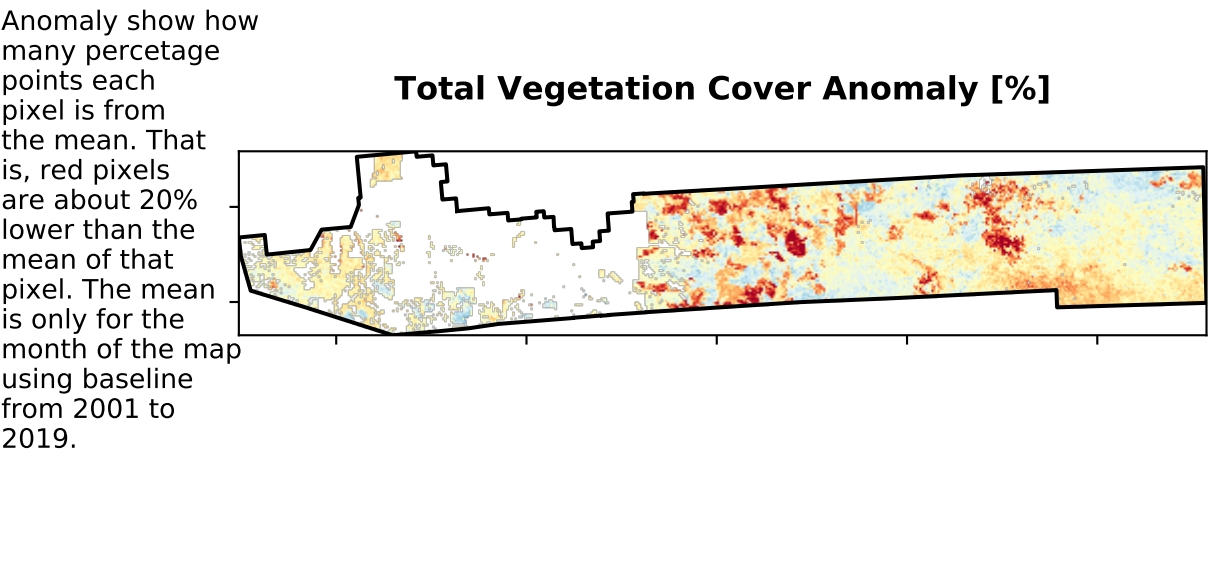 Anomaly show how
many percetage
points each
pixel is from
the mean. That
is, red pixels
are about 20%
lower than the
mean of that
pixel. The mean
is only for the
month of the map
using baseline
from 2001 to
2019.
Total Vegetation Cover Anomaly [%]